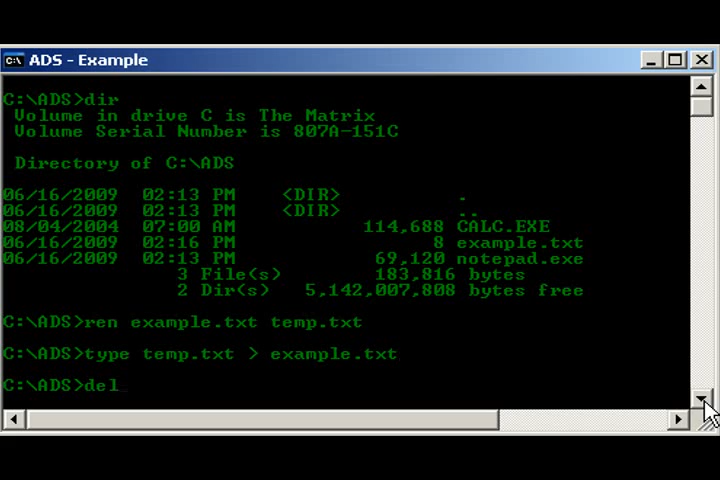 ADS - Example
C:\ADS>dir
Volume in drive C is The Matrix
Volume Serial Number is 807A-151C
Directory of C:\ADS
06/16/2009 02:13 PM <DIR> .
06/16/2009 02:13 PM <DIR> ..
08/04/2004 07:00 AM 114,688 CALC.EXE
06/16/2009 02:16 PM 8 example.txt
06/16/2009 02:13 PM 69,120 notepad.exe
3 File(s) 183,816 bytes
2 Dir(s) 5,142,007,808 bytes free
C:\ADS>ren example.txt temp.txt
C:\ADS>type temp.txt > example.txt
C:\ADS>del